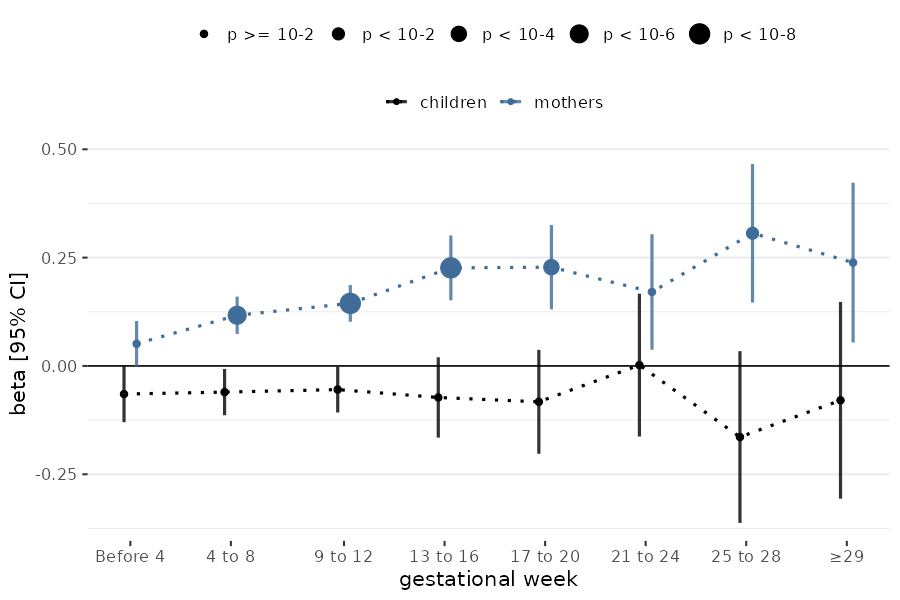 p >= 10-2 p < 10-2 p < 10-4 p < 10-6 p < 10-8
children mothers
0.50
0.25
0.00
-0.25
beta [95% CI]
Before 4 4 to 8 9 to 12 13 to 16 17 to 20 21 to 24 25 to 28 ≥29
gestational week